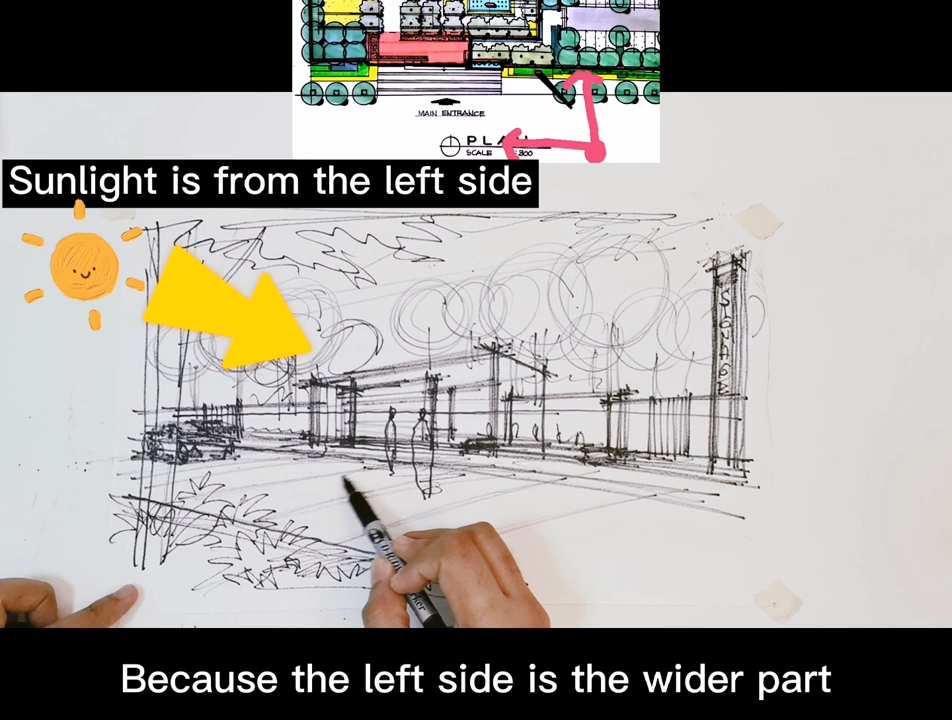 MAIN ENTRANCE
PLAN
SCALE
300
Sunlight is from the left side
SIGNAGE
Because the left side is the wider part